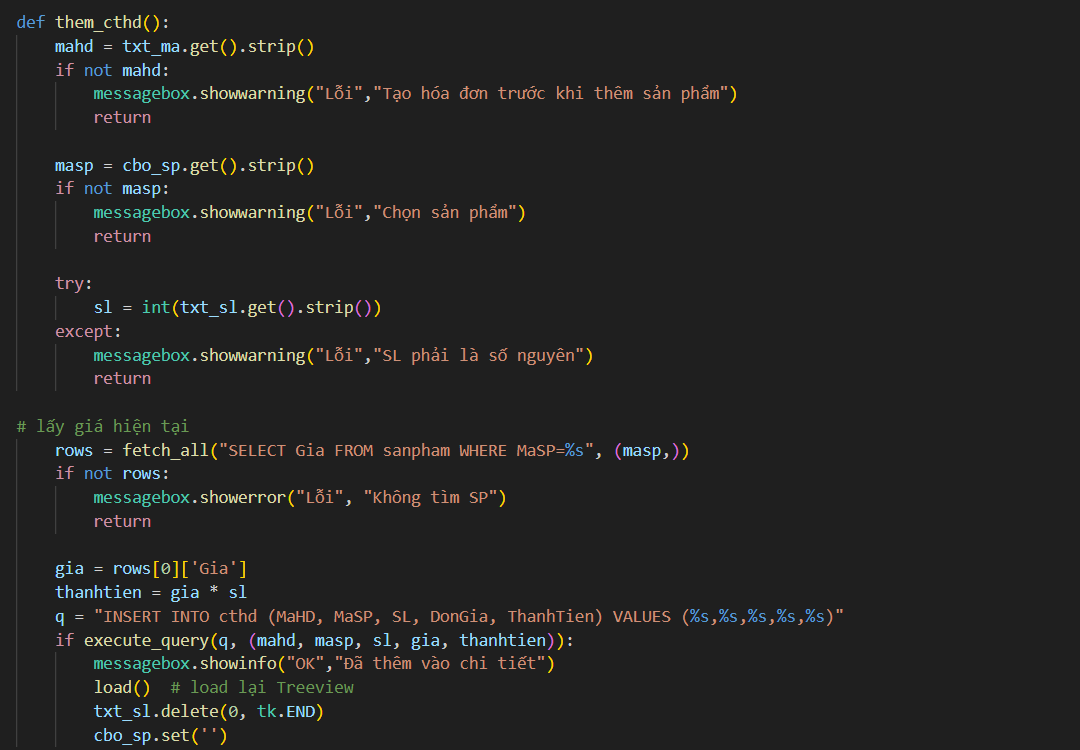 def them_cthd():
    mahd = txt_ma.get().strip()
    if not mahd:
        messagebox.showwarning("Lỗi","Tạo hóa đơn trước khi thêm sản phẩm")
        return

    masp = cbo_sp.get().strip()
    if not masp:
        messagebox.showwarning("Lỗi","Chọn sản phẩm")
        return

    try:
        sl = int(txt_sl.get().strip())
    except:
        messagebox.showwarning("Lỗi","SL phải là số nguyên")
        return

# lấy giá hiện tại
    rows = fetch_all("SELECT Gia FROM sanpham WHERE MaSP=%s", (masp,))
    if not rows:
        messagebox.showerror("Lỗi", "Không tìm SP")
        return

    gia = rows[0]['Gia']
    thanhtien = gia * sl
    q = "INSERT INTO cthd (MaHD, MaSP, SL, DonGia, ThanhTien) VALUES (%s,%s,%s,%s,%s)"
    if execute_query(q, (mahd, masp, sl, gia, thanhtien)):
        messagebox.showinfo("OK","Đã thêm vào chi tiết")
        load()  # load lại Treeview
        txt_sl.delete(0, tk.END)
        cbo_sp.set('')